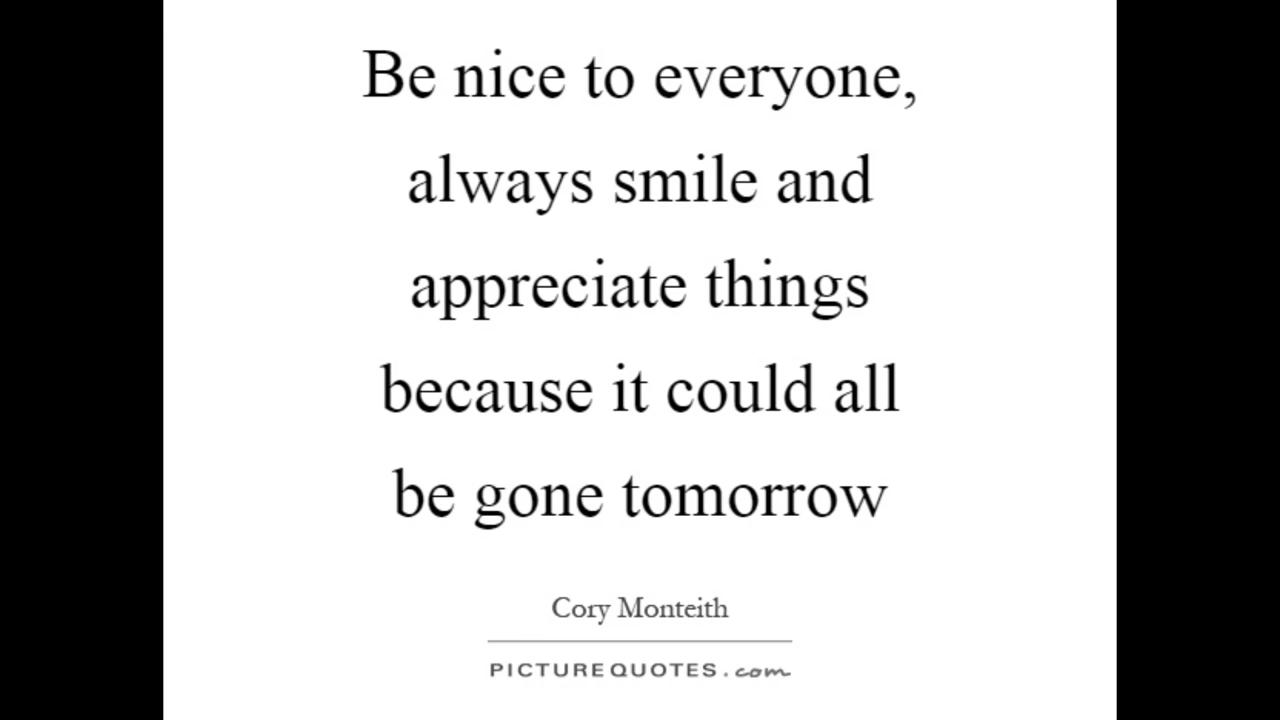 Be nice to everyone,
always smile and
appreciate things
because it could all
be gone tomorrow
Cory Monteith
PICTUREQUOTES.com